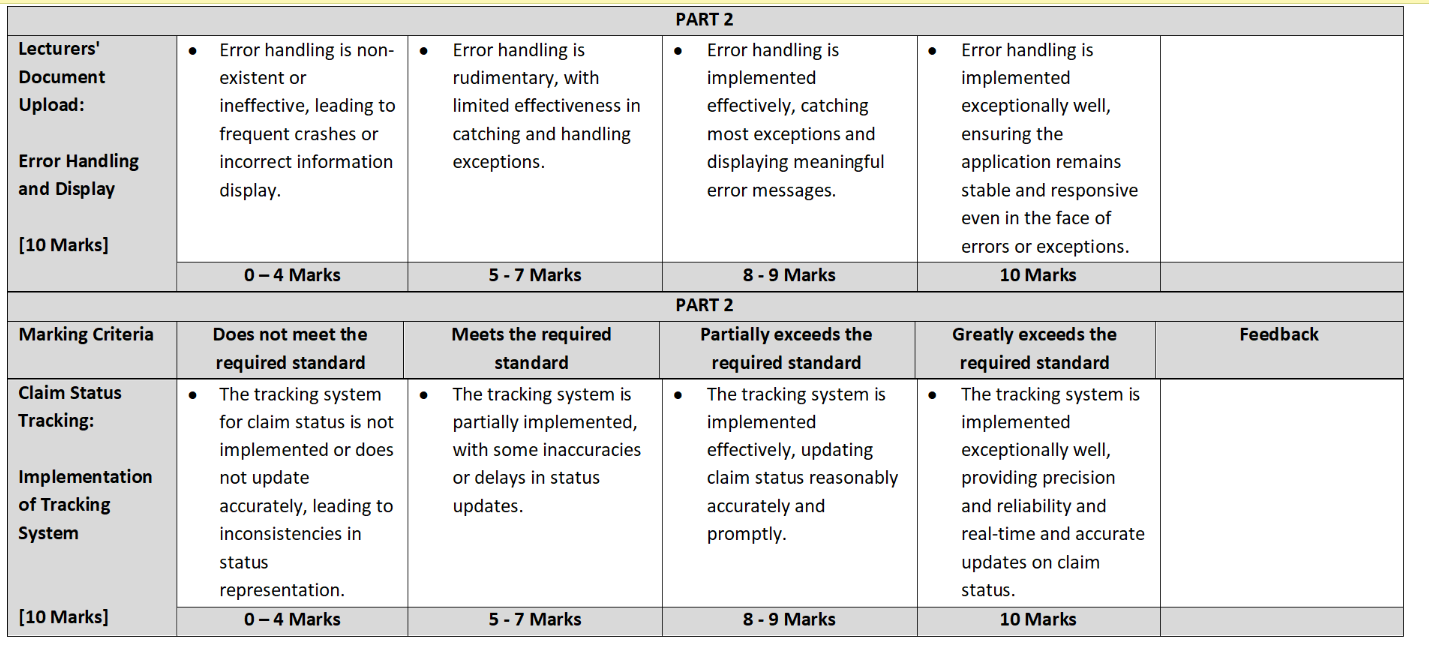 PART 2
Lecturers'
Document
Upload:
Error Handling
and Display
[10 Marks]
● Error handling is non-
existent or
ineffective, leading to
frequent crashes or
incorrect information
display.
● Error handling is
rudimentary, with
limited effectiveness in
catching and handling
exceptions.
● Error handling is
implemented
effectively, catching
most exceptions and
displaying meaningful
error messages.
● Error handling is
implemented
exceptionally well,
ensuring the
application remains
stable and responsive
even in the face of
errors or exceptions.
0 – 4 Marks
5 - 7 Marks
8 - 9 Marks
10 Marks
PART 2
Marking Criteria
Does not meet the
required standard
Meets the required
standard
Partially exceeds the
required standard
Greatly exceeds the
required standard
Feedback
Claim Status
Tracking:
Implementation
of Tracking
System
[10 Marks]
● The tracking system
for claim status is not
implemented or does
not update
accurately, leading to
inconsistencies in
status
representation.
● The tracking system is
partially implemented,
with some inaccuracies
or delays in status
updates.
● The tracking system is
implemented
effectively, updating
claim status reasonably
accurately and
promptly.
● The tracking system is
implemented
exceptionally well,
providing precision
and reliability and
real-time and accurate
updates on claim
status.
0 – 4 Marks
5 - 7 Marks
8 - 9 Marks
10 Marks